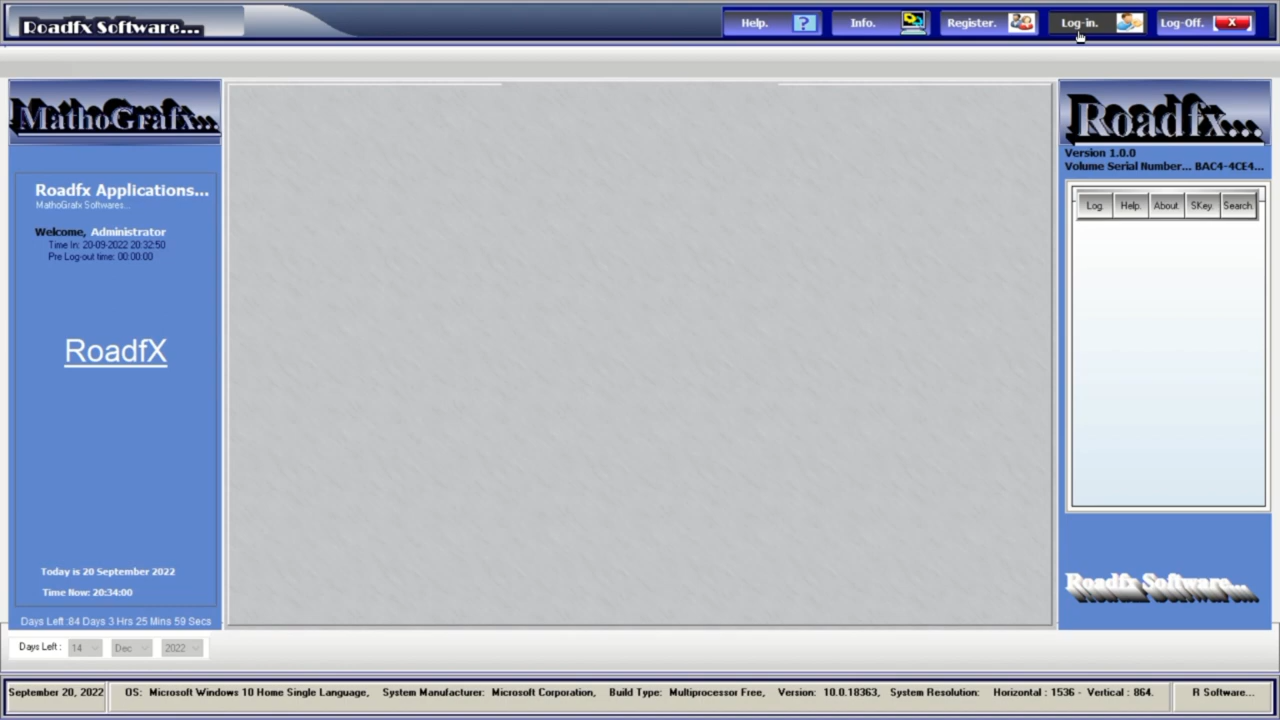 Roadfx Software...
Help. Info. Register. Log-in. Log-Off.
MathoGrafx...
Roadfx Applications...
MathoGrafx Softwares...
Welcome, Administrator
Time In: 20-09-2022 20:32:50
Pre Log-out time: 00:00:00
RoadfX
Today is 20 September 2022
Time Now: 20:34:00
Days Left :84 Days 3 Hrs 25 Mins 59 Secs
Days Left : 14 Dec 2022
Roadfx...
Version 1.0.0
Volume Serial Number... BAC4-4CE4...
Log. Help. About. SKey. Search.
Roadfx Software...
September 20, 2022 OS: Microsoft Windows 10 Home Single Language, System Manufacturer: Microsoft Corporation, Build Type: Multiprocessor Free, Version: 10.0.18363, System Resolution: Horizontal : 1536 - Vertical : 864. R Software...